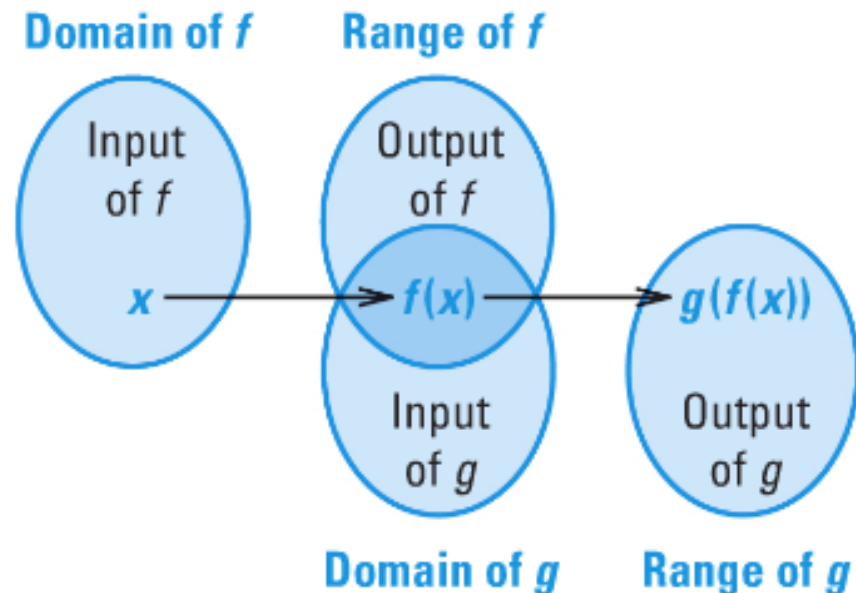 Domain of f
Range of f
Input
of f
Output
of f
x
f(x)
g(f(x))
Input
of g
Output
of g
Domain of g
Range of g